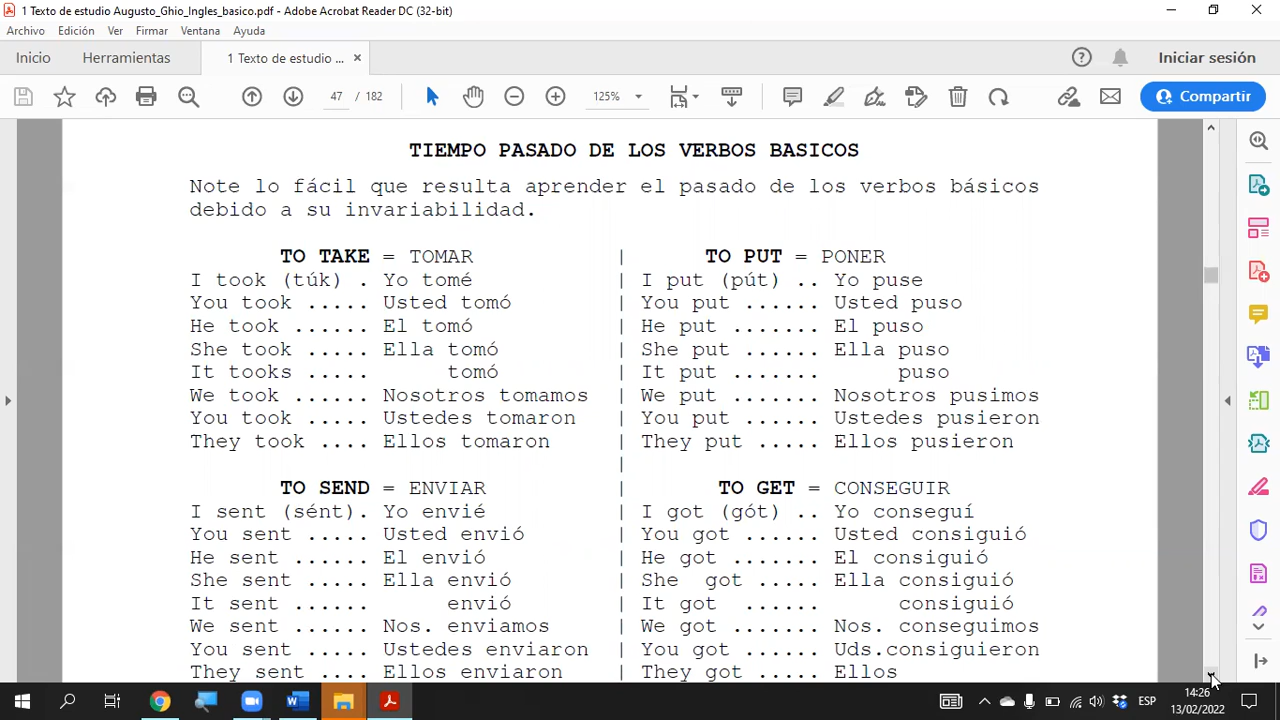 1 Texto de estudio Augusto_Ghio_Ingles_basico.pdf - Adobe Acrobat Reader DC (32-bit)
Archivo Edición Ver Firmar Ventana Ayuda
Inicio Herramientas 1 Texto de estudio ... × Iniciar sesión
47 / 182 125% Compartir
TIEMPO PASADO DE LOS VERBOS BASICOS
Note lo fácil que resulta aprender el pasado de los verbos básicos
debido a su invariabilidad.
TO TAKE = TOMAR | TO PUT = PONER
I took (túk) . Yo tomé | I put (pút) .. Yo puse
You took ..... Usted tomó | You put ....... Usted puso
He took ...... El tomó | He put ........ El puso
She took ..... Ella tomó | She put ...... Ella puso
It tooks ..... tomó | It put ....... puso
We took ...... Nosotros tomamos | We put ....... Nosotros pusimos
You took ..... Ustedes tomaron | You put ...... Ustedes pusieron
They took .... Ellos tomaron | They put ..... Ellos pusieron
|
TO SEND = ENVIAR | TO GET = CONSEGUIR
I sent (sént). Yo envié | I got (gót) .. Yo conseguí
You sent ..... Usted envió | You got ...... Usted consiguió
He sent ...... El envió | He got ....... El consiguió
She sent ..... Ella envió | She got ..... Ella consiguió
It sent ...... envió | It got ...... consiguió
We sent ...... Nos. enviamos | We got ....... Nos. conseguimos
You sent ..... Ustedes enviaron | You got ...... Uds.consiguieron
They sent .... Ellos enviaron | They got ..... Ellos
ESP
14:26
13/02/2022